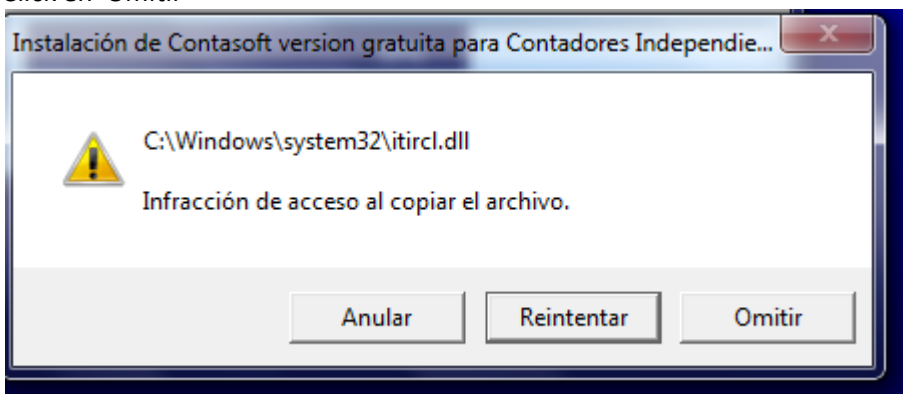 Instalación de Contasoft version gratuita para Contadores Independie...
C:\Windows\system32\itircl.dll
Infracción de acceso al copiar el archivo.
Anular
Reintentar
Omitir